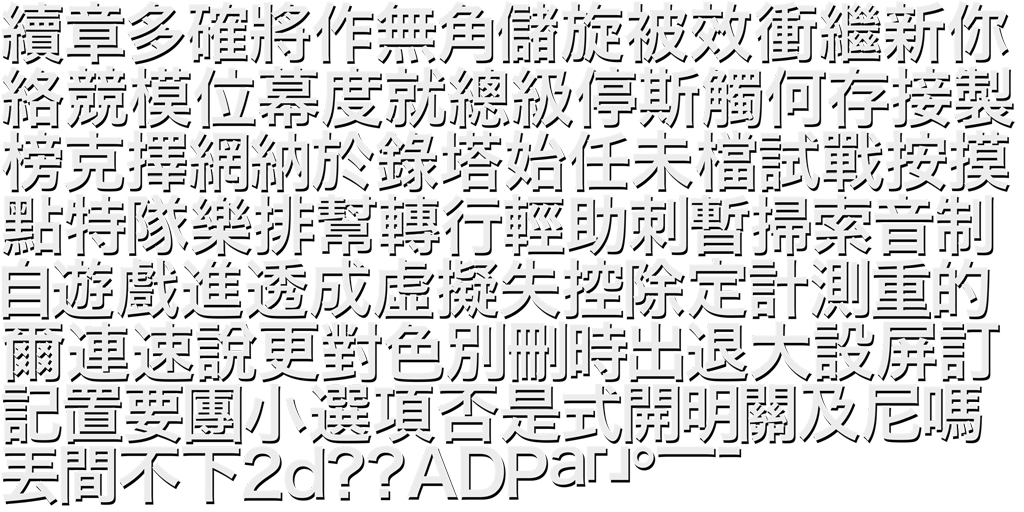 續章多確將作無角儲旋被效衝繼新你
絡競模位幕度就總級停斯觸何存接製
榜克擇網納於錄塔始任未檔試戰按摸
點特隊樂排幫轉行輕助刺暫掃索音制
自遊戲進透成虛擬失控除定計測重的
爾連速說更對色別刪時出退大設屏訂
記置要團小選項否是式開明關及尼嗎
丟間不下2d??ADPar」°一-